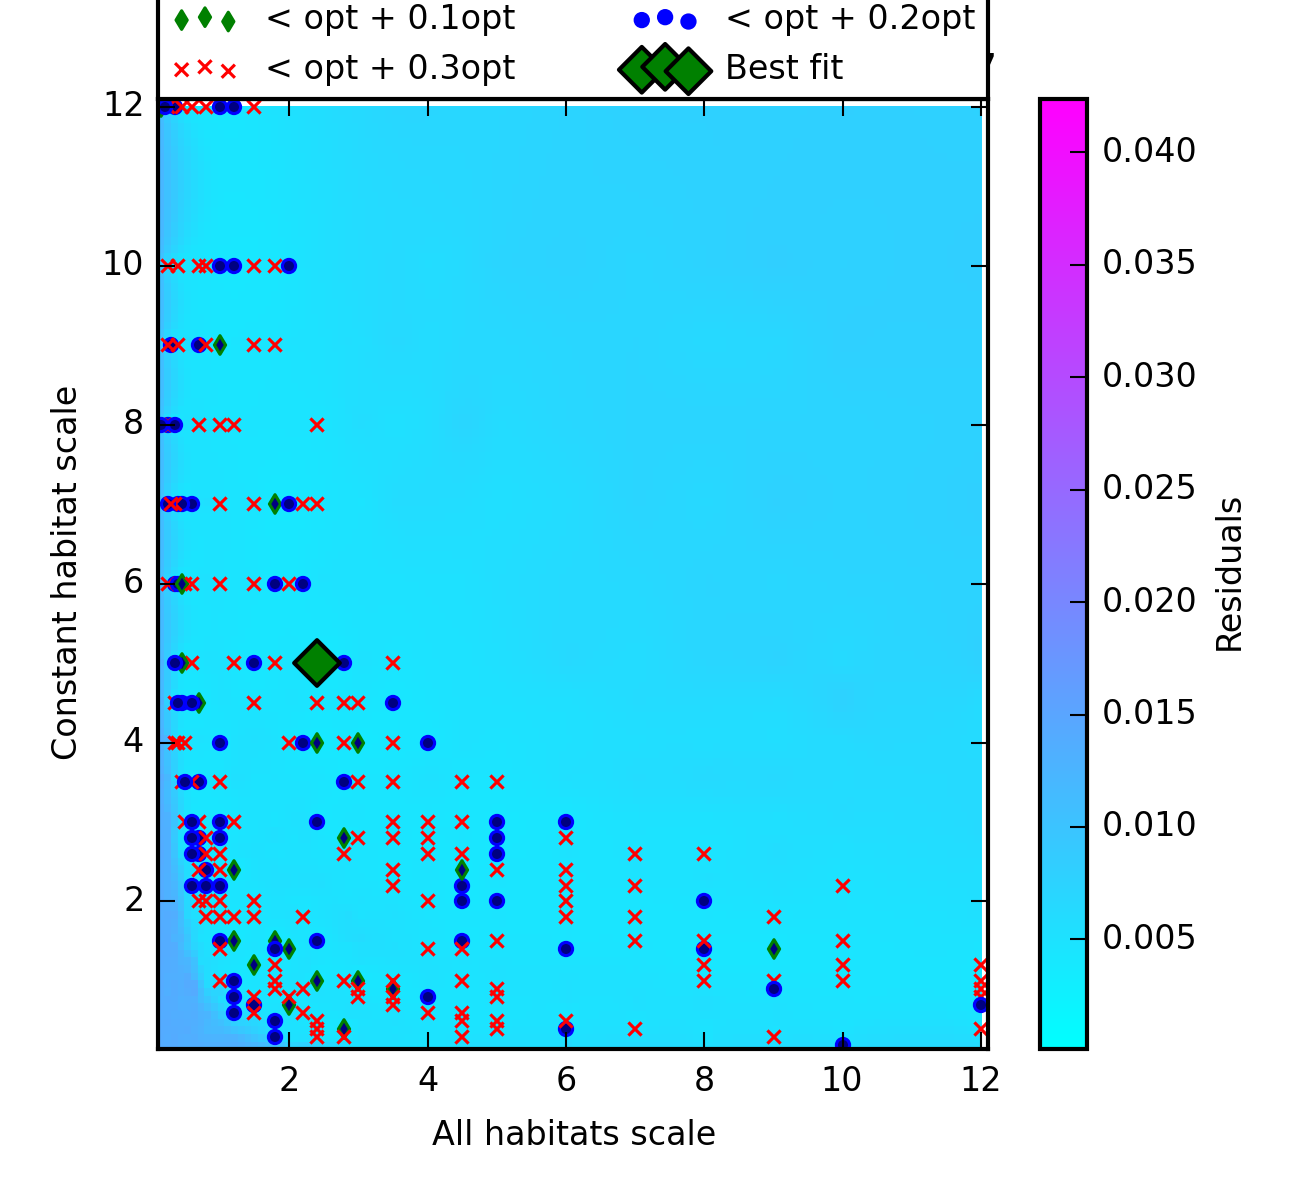 < opt + 0.1opt
< opt + 0.2opt
< opt + 0.3opt
Best fit
12
10
8
6
4
2
Constant habitat scale
2
4
6
8
10
12
All habitats scale
0.040
0.035
0.030
0.025
0.020
0.015
0.010
0.005
Residuals